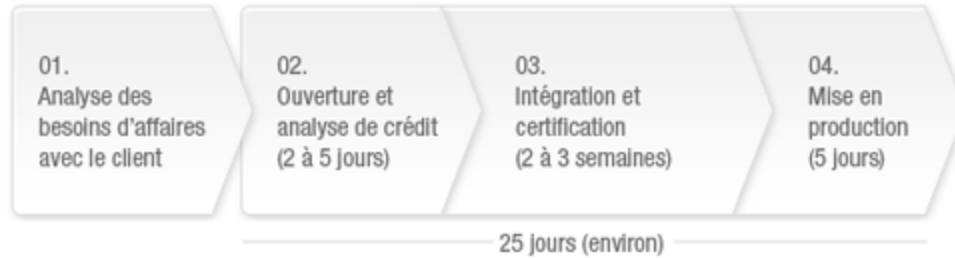 01.
Analyse des
besoins d'affaires
avec le client
02.
Ouverture et
analyse de crédit
(2 à 5 jours)
03.
Intégration et
certification
(2 à 3 semaines)
04.
Mise en
production
(5 jours)
25 jours (environ)